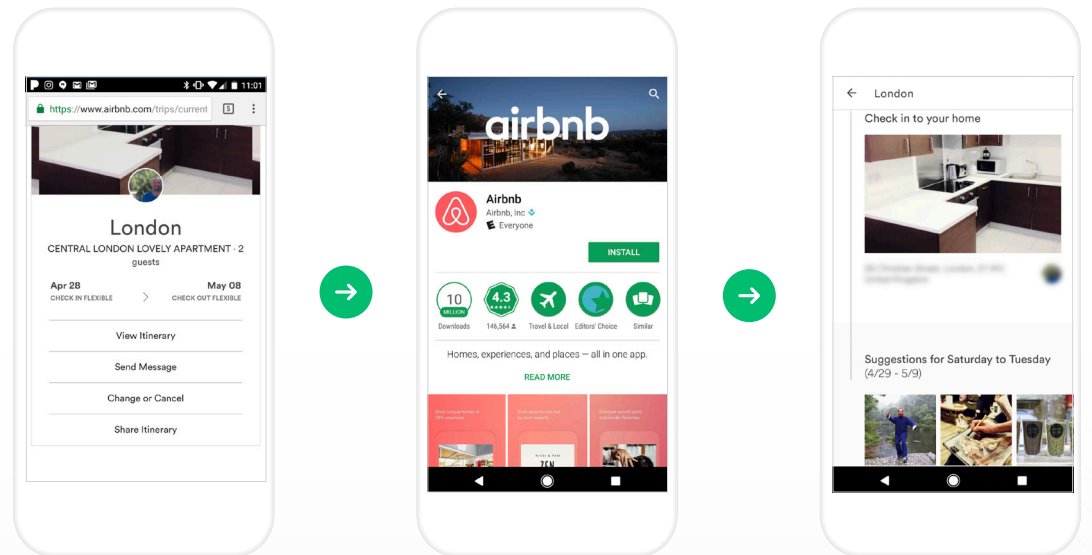 11:01
https://www.airbnb.com/trips/current
London
CENTRAL LONDON LOVELY APARTMENT · 2
guests
Apr 28
May 08
CHECK IN FLEXIBLE
CHECK OUT FLEXIBLE
View Itinerary
Send Message
Change or Cancel
Share Itinerary
airbnb
Airbnb
Airbnb, Inc
Everyone
INSTALL
10
MILLION
4.3
Downloads
146,564
Travel & Local
Editors' Choice
Similar
Homes, experiences, and places — all in one app.
READ MORE
ZEN
London
Check in to your home
Suggestions for Saturday to Tuesday
(4/29 - 5/9)